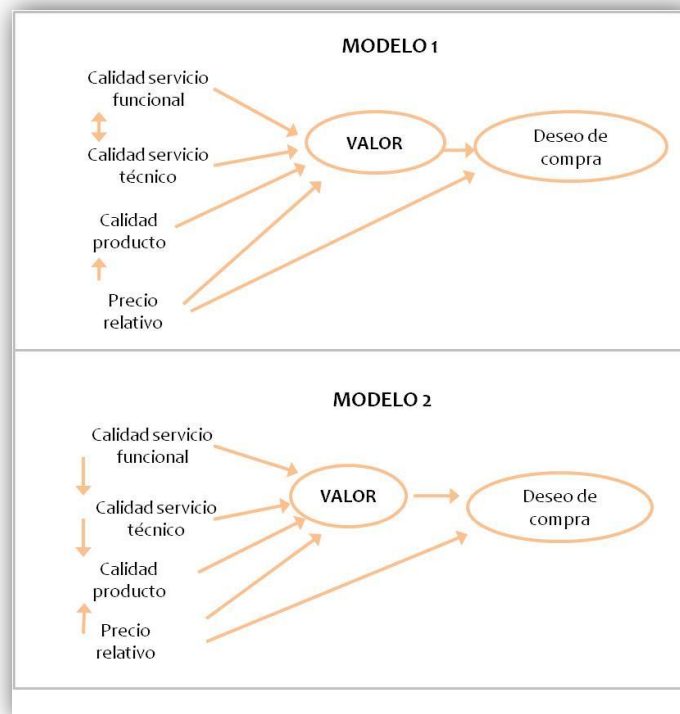 MODELO 1
Calidad servicio
funcional
VALOR
Deseo de
compra
Calidad servicio
técnico
Calidad
producto
Precio
relativo
MODELO 2
Calidad servicio
funcional
VALOR
Deseo de
compra
Calidad servicio
técnico
Calidad
producto
Precio
relativo